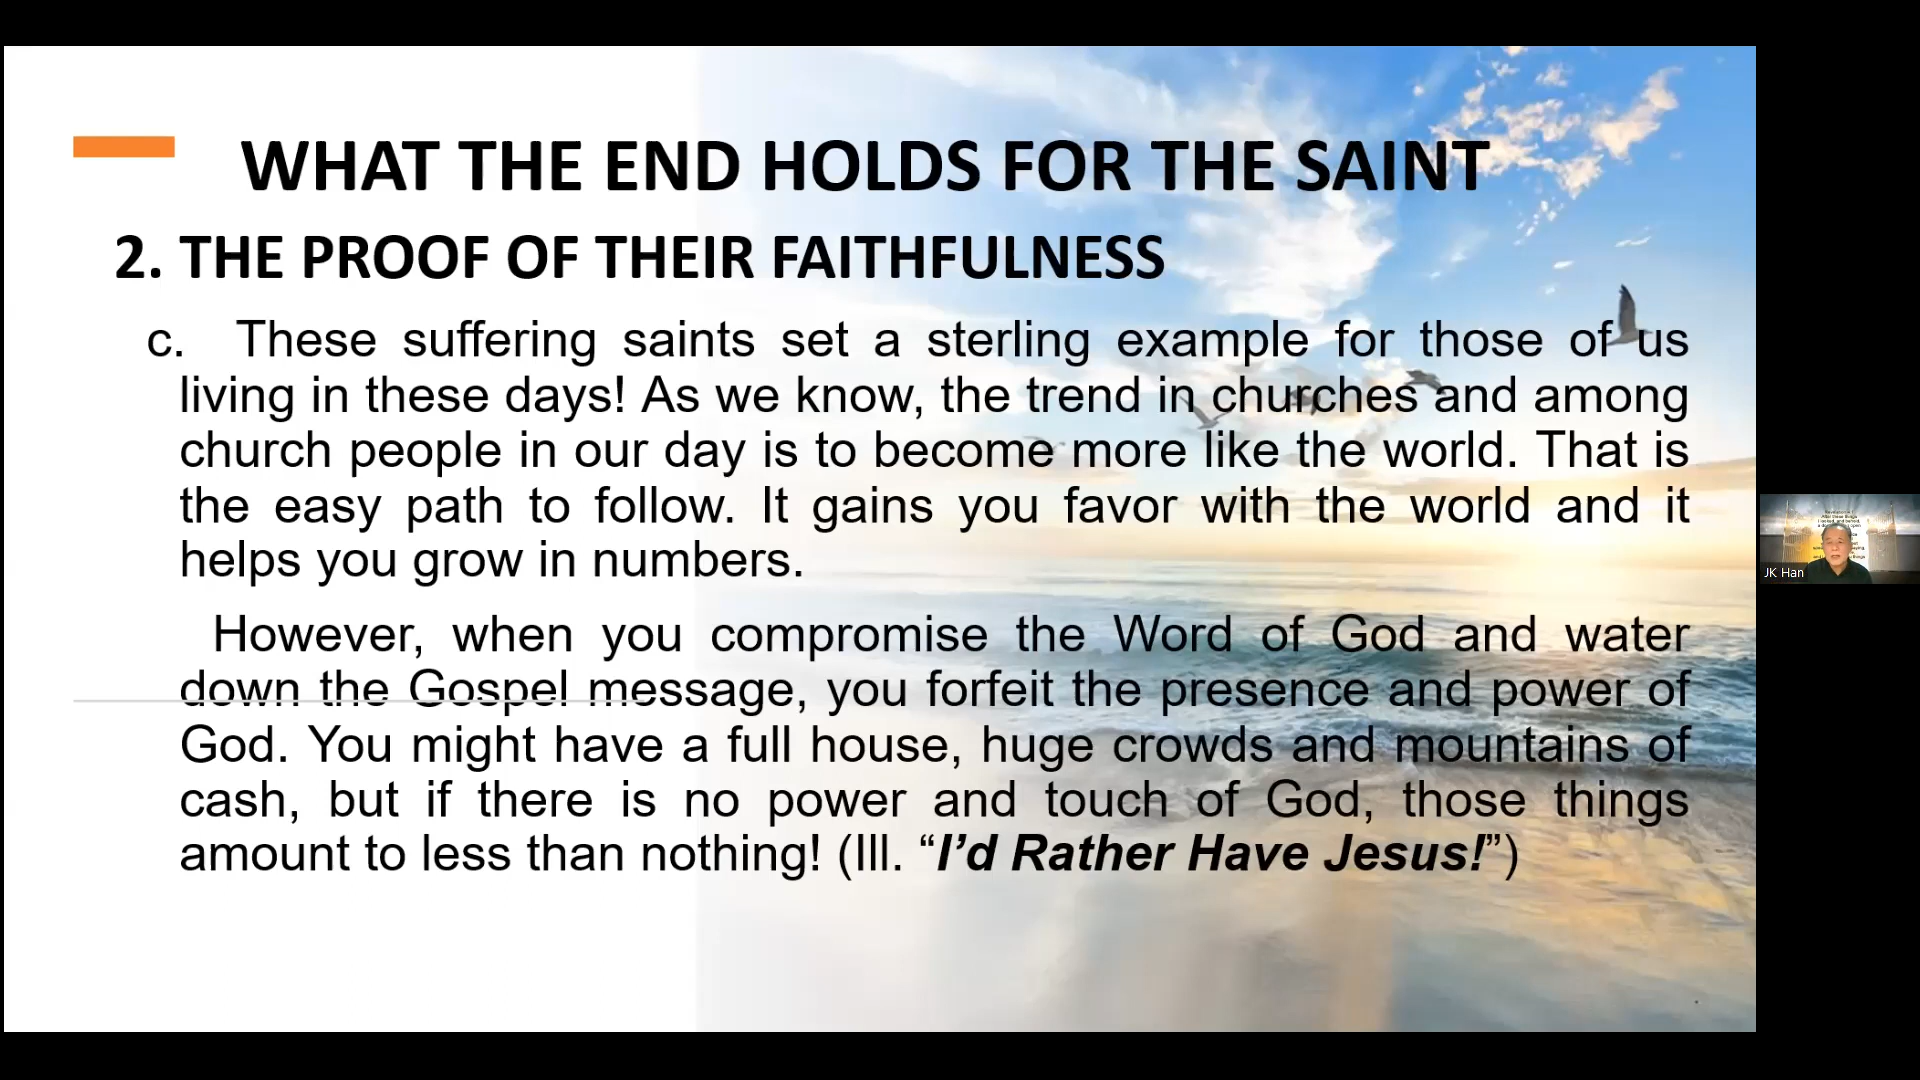 WHAT THE END HOLDS FOR THE SAINT
2. THE PROOF OF THEIR FAITHFULNESS
c. These suffering saints set a sterling example for those of us
living in these days! As we know, the trend in churches and among
church people in our day is to become more like the world. That is
the easy path to follow. It gains you favor with the world and it
helps you grow in numbers.
However, when you compromise the Word of God and water
down the Gospel message, you forfeit the presence and power of
God. You might have a full house, huge crowds and mountains of
cash, but if there is no power and touch of God, those things
amount to less than nothing! (Ill. “I’d Rather Have Jesus!”)
JK Han